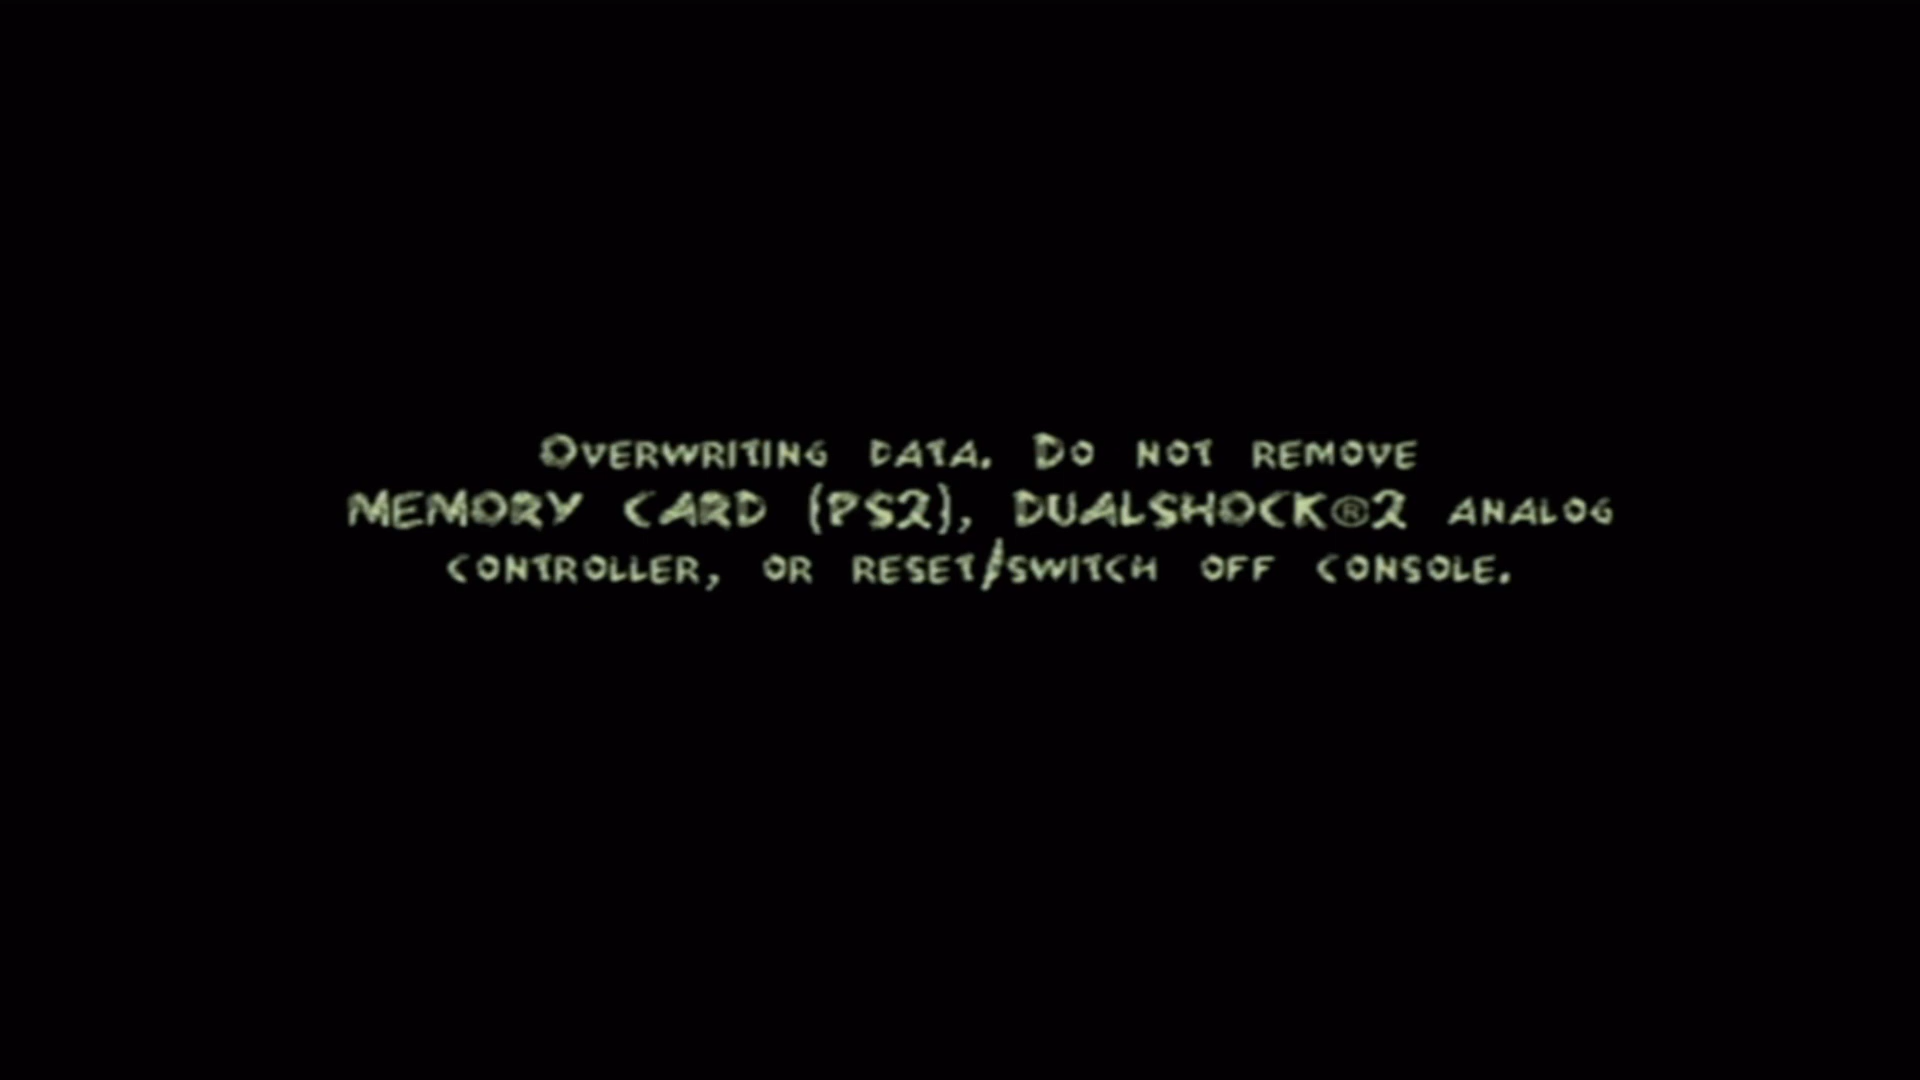 Overwriting data. Do not remove
MEMORY CARD (PS2), DUALSHOCK®2 analog
controller, or reset/switch off console.